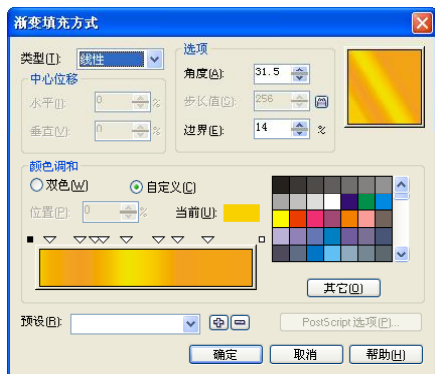 渐变填充方式
类型(T): 线性
中心位移
水平(I): 0 %
垂直(V): 0 %
选项
角度(A): 31.5
步长值(S): 256
边界(E): 14 %
颜色调和
双色(W) 自定义(C)
位置(P): 0 % 当前(U):
其它(O)
预设(R):
PostScript 选项(P)...
确定 取消 帮助(H)